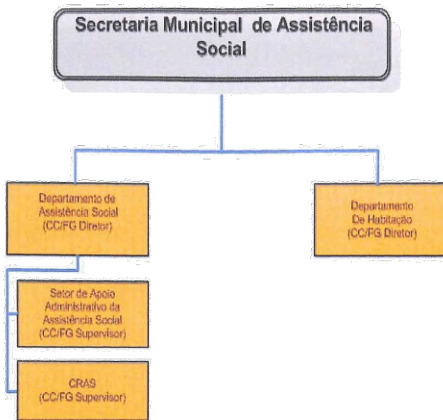 Secretaria Municipal de Assistência
Social
Departamento de
Assistência Social
(CC/FG Diretor)
Departamento
De Habitação
(CC/FG Diretor)
Setor de Apoio
Administrativo da
Assistência Social
(CC/FG Supervisor)
CRAS
(CC/FG Supervisor)